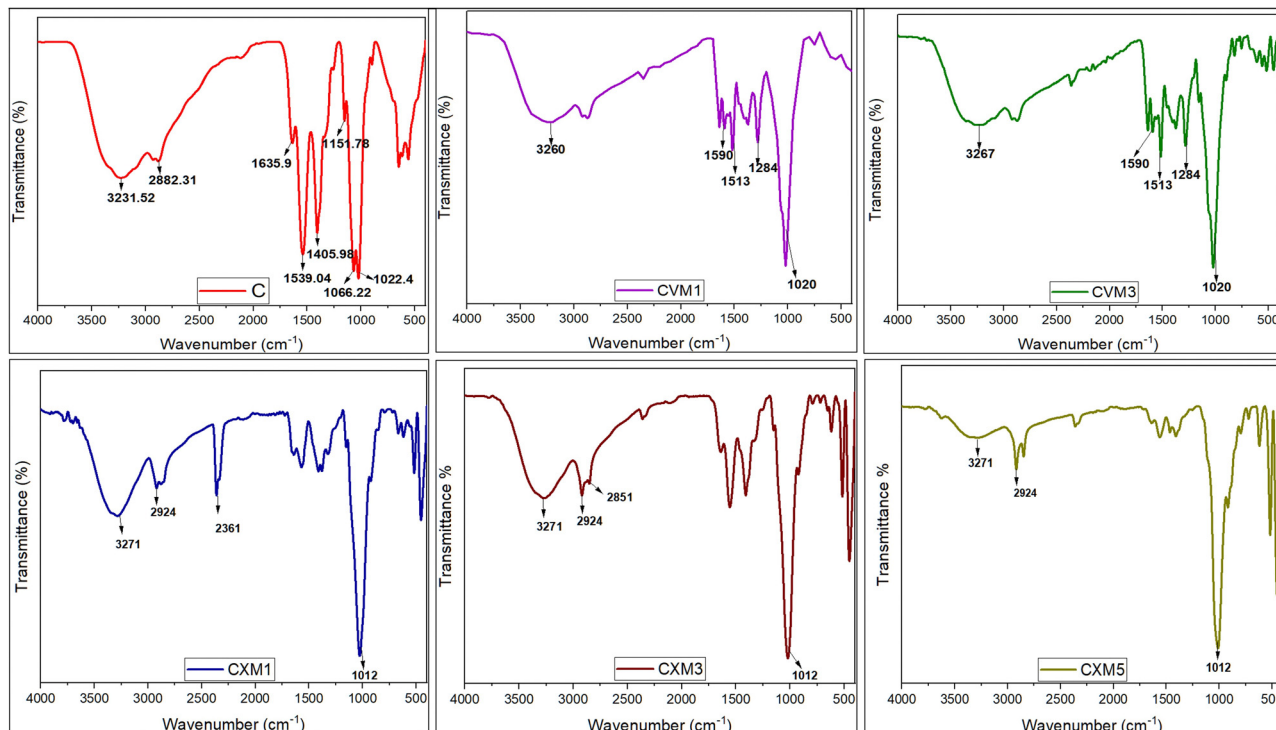 Transmittance (%)
3231.52
2882.31
1635.9
1539.04
1405.98
1151.78
1066.22
1022.4
C
4000 3500 3000 2500 2000 1500 1000 500
Wavenumber (cm⁻¹)
Transmittance (%)
3260
1590
1513
1284
1020
CVM1
4000 3500 3000 2500 2000 1500 1000 500
Wavenumber (cm⁻¹)
Transmittance (%)
3267
1590
1513
1284
1020
CVM3
4000 3500 3000 2500 2000 1500 1000 500
Wavenumber (cm⁻¹)
Transmittance (%)
3271
2924
2361
1012
CXM1
4000 3500 3000 2500 2000 1500 1000 500
Wavenumber (cm⁻¹)
Transmittance %
3271
2924
2851
1012
CXM3
4000 3500 3000 2500 2000 1500 1000 500
Wavenumber (cm⁻¹)
Transmittance %
3271
2924
1012
CXM5
4000 3500 3000 2500 2000 1500 1000 500
Wavenumber (cm⁻¹)